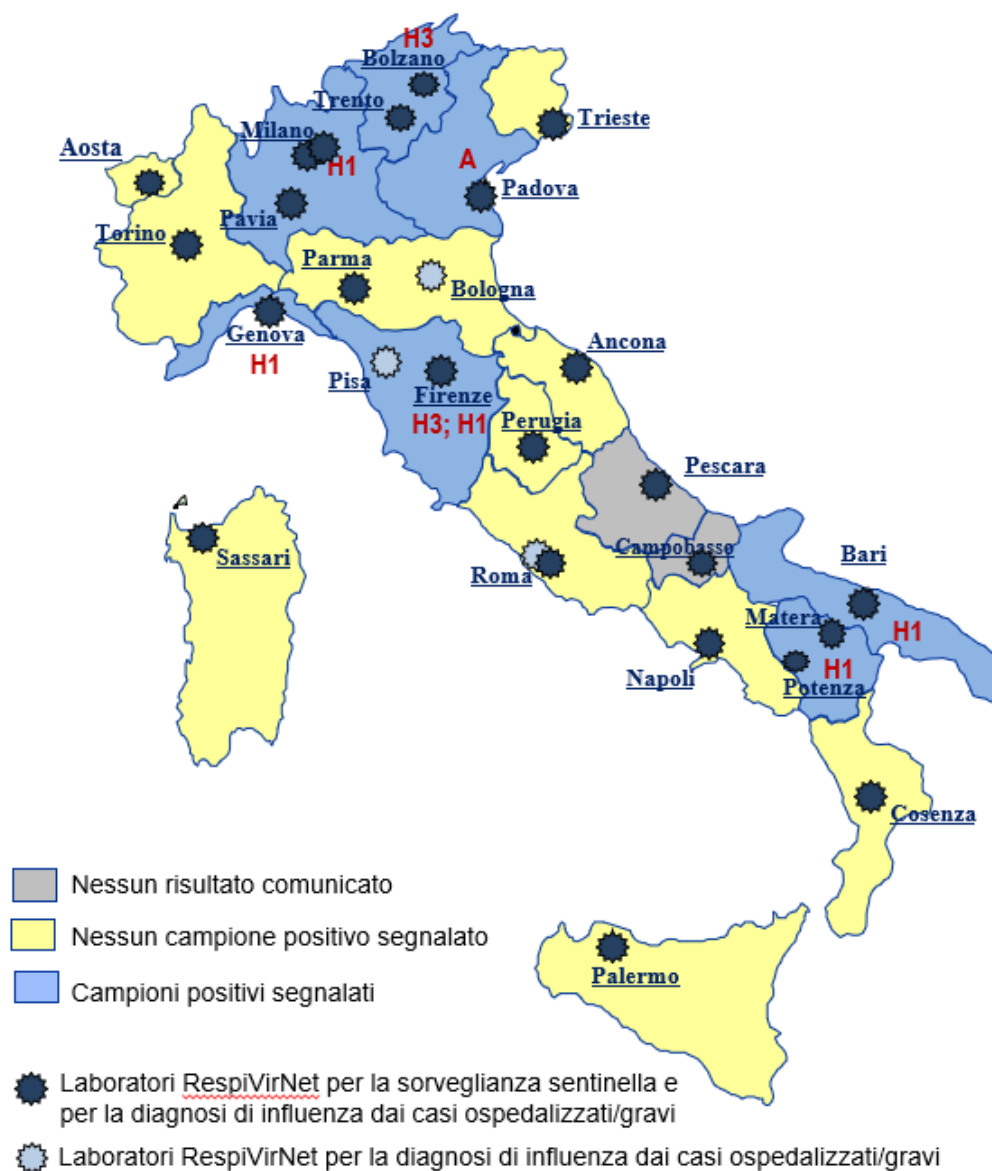 H3
Bolzano
Trento
Milano
H1
Aosta
A
Trieste
Padova
Pavia
Torino
Parma
Bologna
Genova
H1
Pisa
Firenze
H3; H1
Ancona
Perugia
Pescara
Sassari
Roma
Campobasso
Bari
Matera
H1
H1
Napoli
Potenza
Cosenza
Nessun risultato comunicato
Nessun campione positivo segnalato
Campioni positivi segnalati
Palermo
Laboratori RespiVirNet per la sorveglianza sentinella e
per la diagnosi di influenza dai casi ospedalizzati/gravi
Laboratori RespiVirNet per la diagnosi di influenza dai casi ospedalizzati/gravi